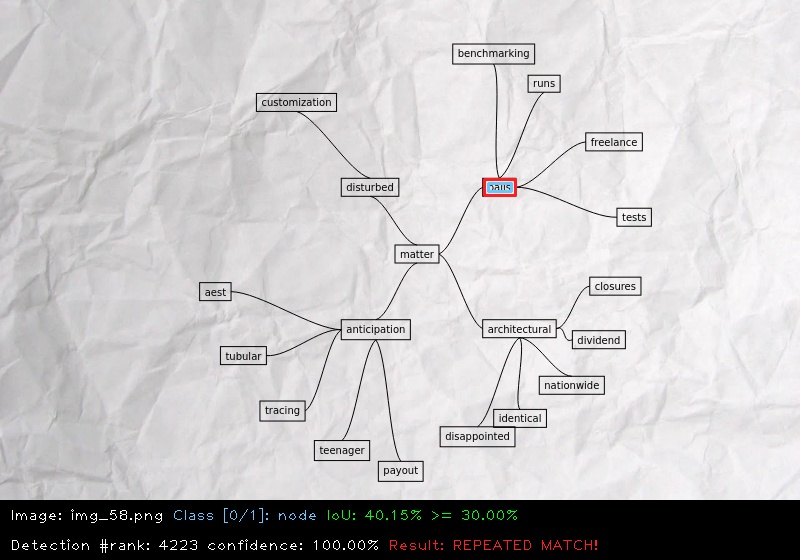 benchmarking
runs
customization
freelance
disturbed
tests
matter
closures
aest
anticipation
architectural
dividend
tubular
nationwide
tracing
identical
disappointed
teenager
payout
Image: img_58.png Class [0/1]: node IoU: 40.15% >= 30.00%
Detection #rank: 4223 confidence: 100.00% Result: REPEATED MATCH!